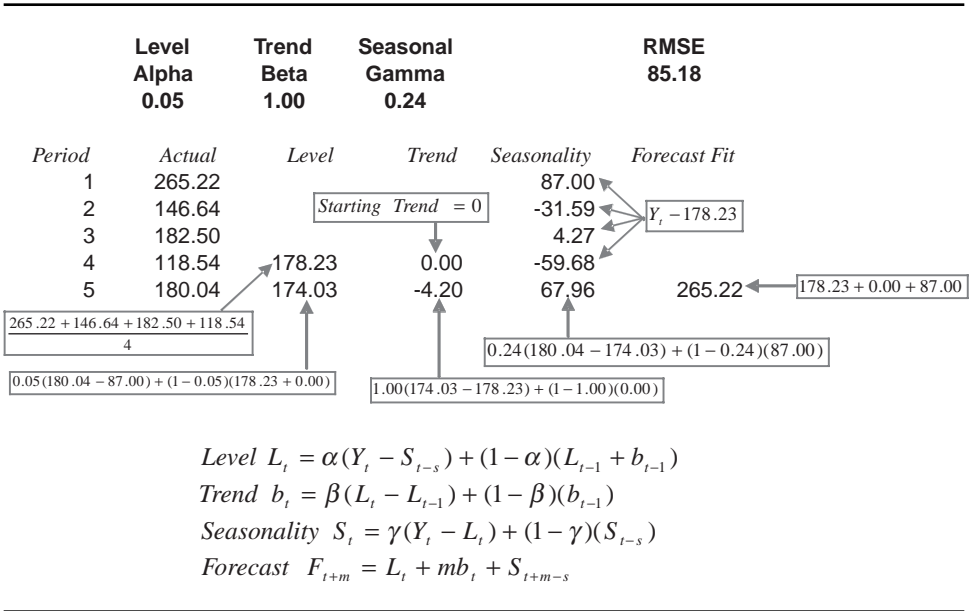 Level Trend Seasonal RMSE
Alpha Beta Gamma 85.18
0.05 1.00 0.24
Period Actual Level Trend Seasonality Forecast Fit
1 265.22 87.00
2 146.64 Starting Trend = 0 -31.59 Y_t − 178.23
3 182.50 4.27
4 118.54 178.23 0.00 -59.68
5 180.04 174.03 -4.20 67.96 265.22 178.23 + 0.00 + 87.00
265.22 + 146.64 + 182.50 + 118.54
4
0.24(180.04 − 174.03) + (1 − 0.24)(87.00)
0.05(180.04 − 87.00) + (1 − 0.05)(178.23 + 0.00)
1.00(174.03 − 178.23) + (1 − 1.00)(0.00)
Level L_t = α(Y_t − S_{t−s}) + (1 − α)(L_{t−1} + b_{t−1})
Trend b_t = β(L_t − L_{t−1}) + (1 − β)(b_{t−1})
Seasonality S_t = γ(Y_t − L_t) + (1 − γ)(S_{t−s})
Forecast F_{t+m} = L_t + mb_t + S_{t+m−s}